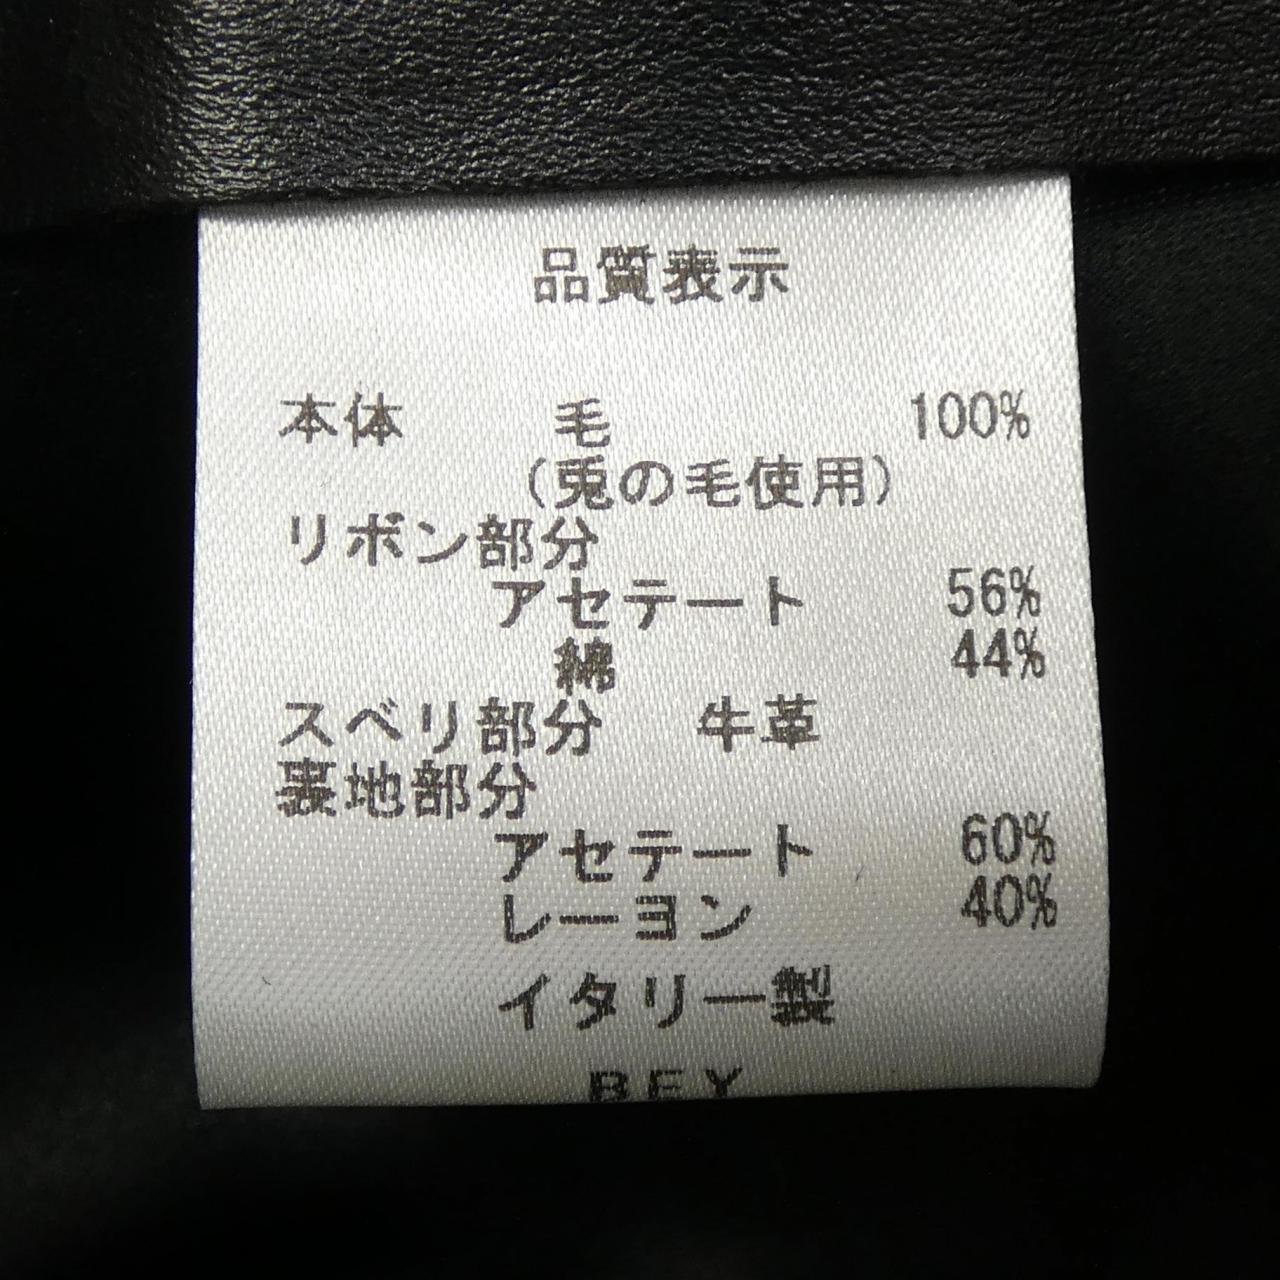 品質表示
本体 毛 100%
(兎の毛使用)
リボン部分
アセテート 56%
綿 44%
スベリ部分 牛革
裏地部分
アセテート 60%
レーヨン 40%
イタリー製
BEY